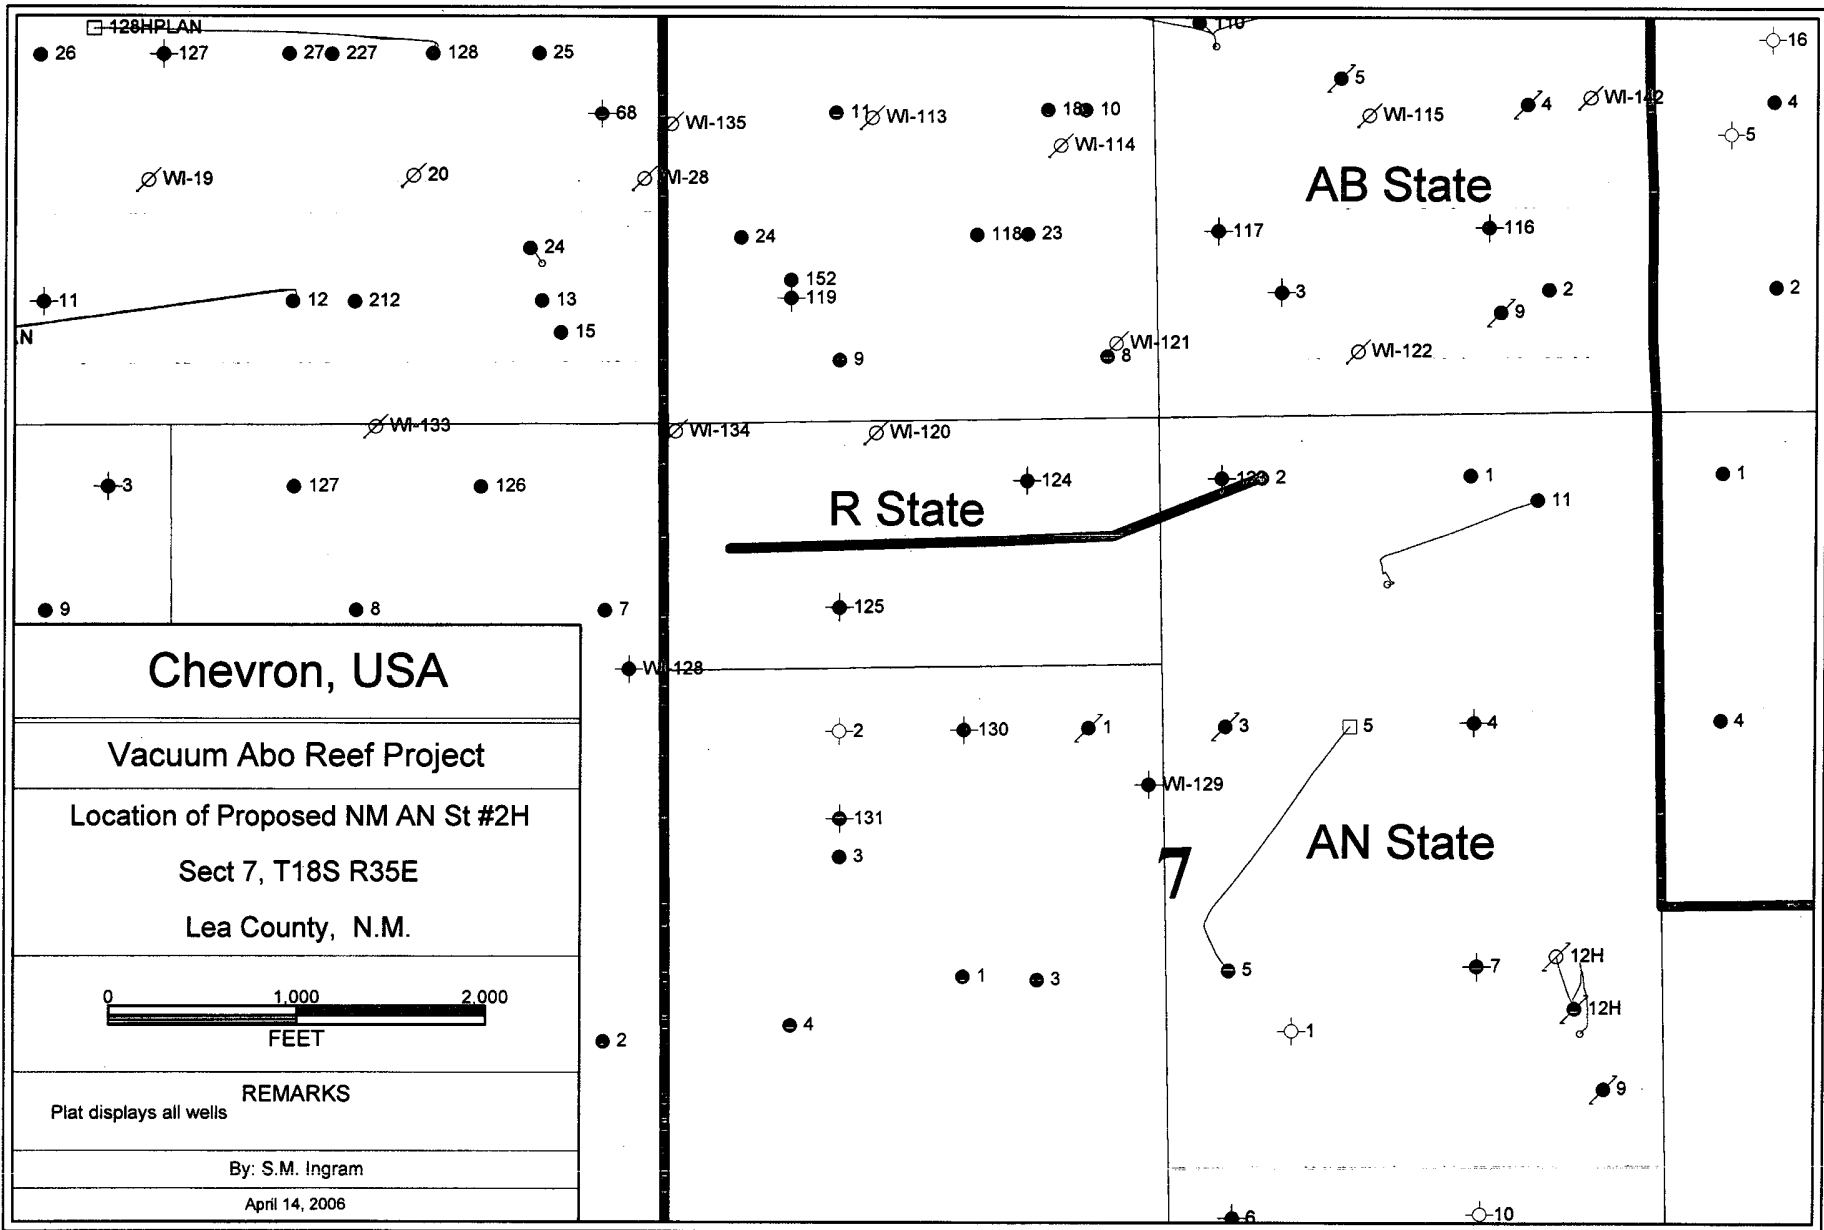 128HPLAN
110
26
127
27
227
128
25
5
16
68
WI-135
11
WI-113
18
10
WI-115
4
WI-142
4
WI-114
5
WI-19
20
WI-28
AB State
24
24
118
23
117
116
152
11
12
212
13
119
3
2
2
15
9
N
WI-121
9
8
WI-122
WI-133
WI-134
WI-120
3
127
126
124
2
1
1
R State
11
9
8
7
125
Chevron, USA
WI-128
Vacuum Abo Reef Project
2
130
1
3
5
4
4
WI-129
Location of Proposed NM AN St #2H
131
AN State
Sect 7, T18S R35E
3
7
Lea County, N.M.
0 1,000 2,000
FEET
1
3
5
7
12H
12H
4
2
1
REMARKS
Plat displays all wells
9
By: S.M. Ingram
April 14, 2006
6
10